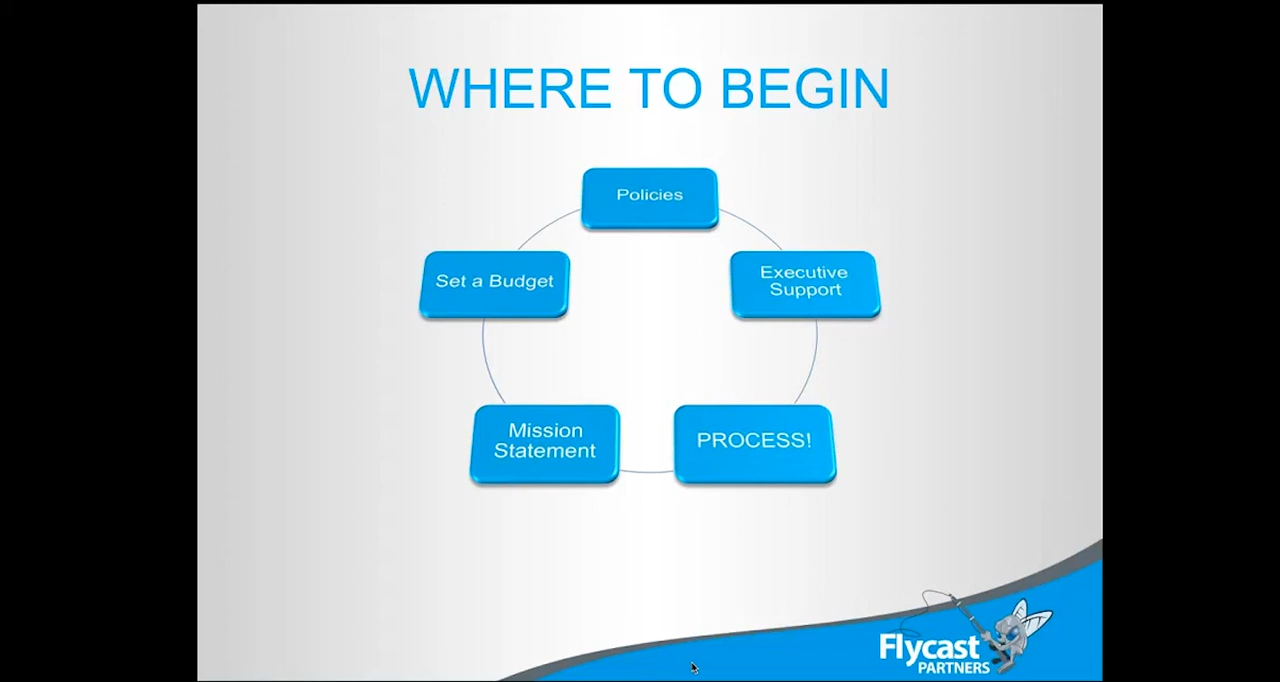 WHERE TO BEGIN
Policies
Executive
Support
PROCESS!
Mission
Statement
Set a Budget
Flycast
PARTNERS